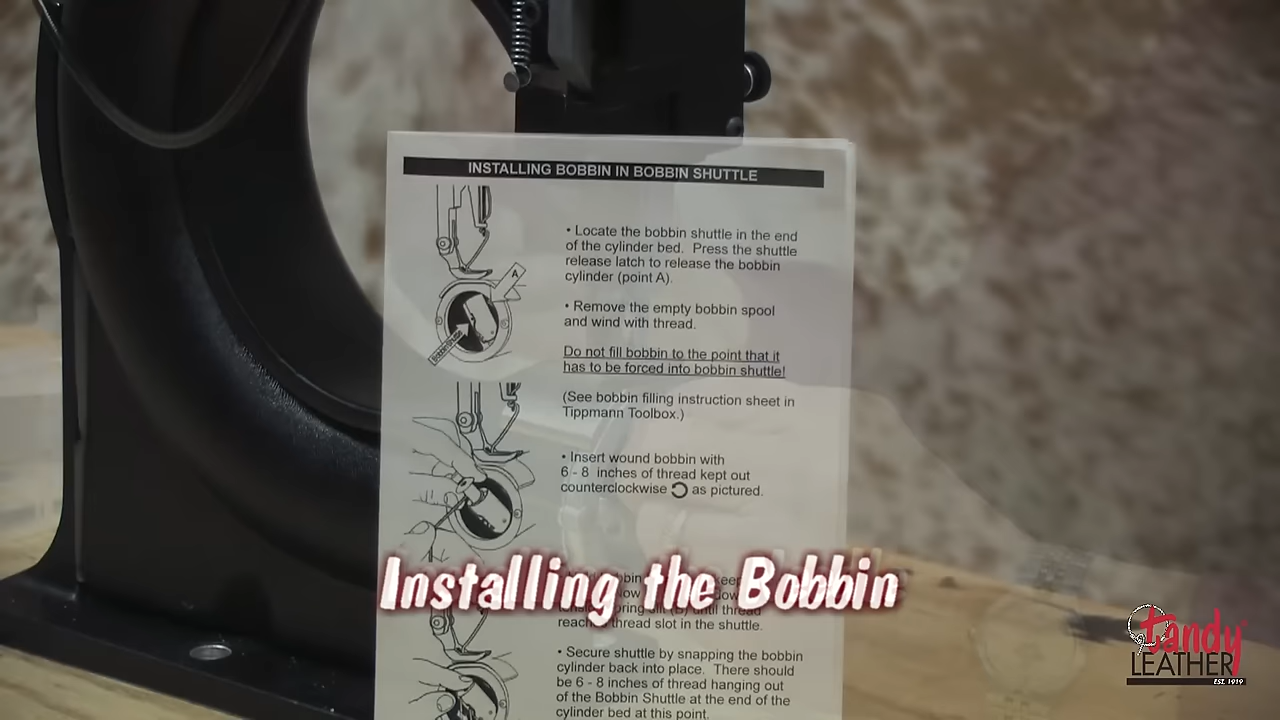 INSTALLING BOBBIN IN BOBBIN SHUTTLE
• Locate the bobbin shuttle in the end
of the cylinder bed. Press the shuttle
release latch to release the bobbin
cylinder (point A).
A
• Remove the empty bobbin spool
and wind with thread.
Do not fill bobbin to the point that it
has to be forced into bobbin shuttle!
(See bobbin filling instruction sheet in
Tippmann Toolbox.)
• Insert wound bobbin with
6 - 8 inches of thread kept out
counterclockwise as pictured.
Installing the Bobbin
(B) until thread
thread slot in the shuttle.
• Secure shuttle by snapping the bobbin
cylinder back into place. There should
be 6 - 8 inches of thread hanging out
of the Bobbin Shuttle at the end of the
cylinder bed at this point.
tandy
LEATHER
EST. 1919